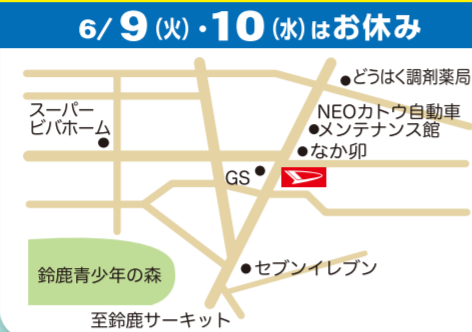 6/9(火)・10(水)はお休み
どうはく調剤薬局
スーパー
ビバホーム
NEOカトウ自動車
メンテナンス館
なか卯
GS
セブンイレブン
鈴鹿青少年の森
至鈴鹿サーキット